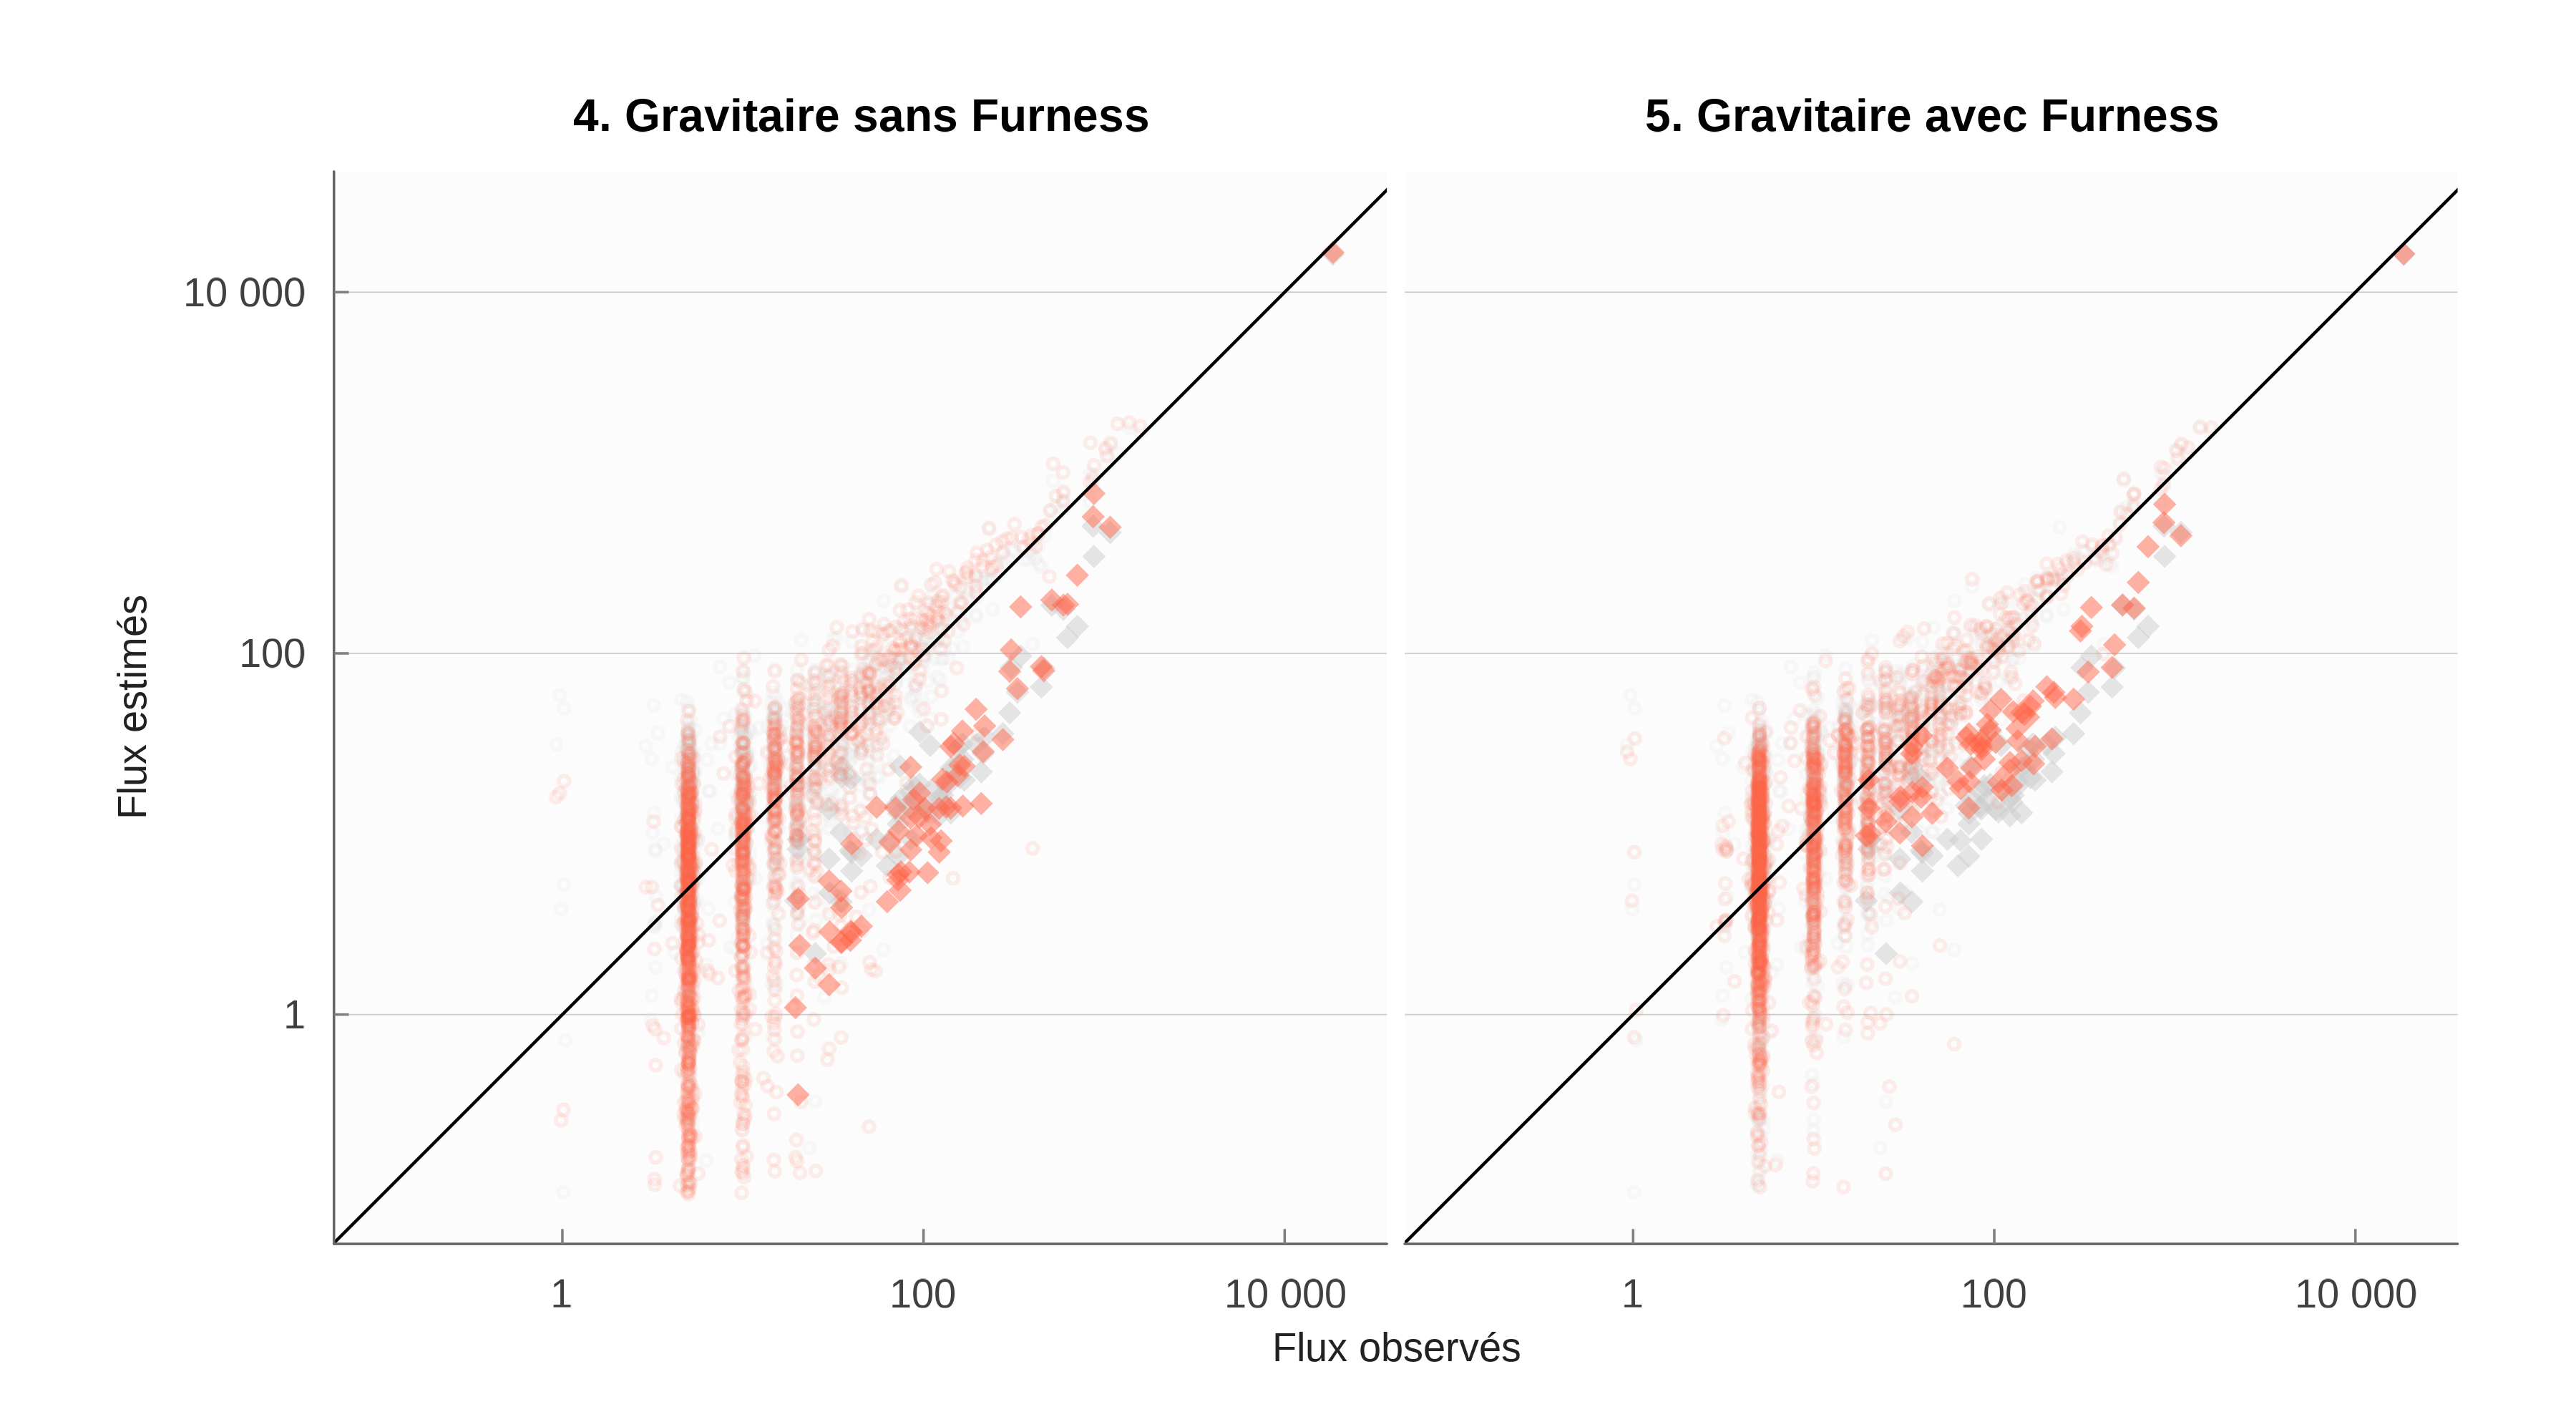 4. Gravitaire sans Furness
5. Gravitaire avec Furness
Flux estimés
10 000
100
1
1
100
10 000
1
100
10 000
Flux observés